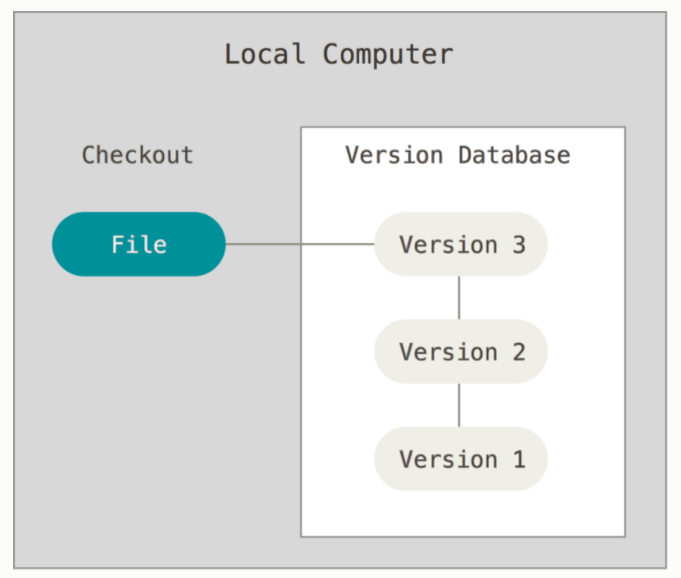 Local Computer
Checkout
Version Database
File
Version 3
Version 2
Version 1